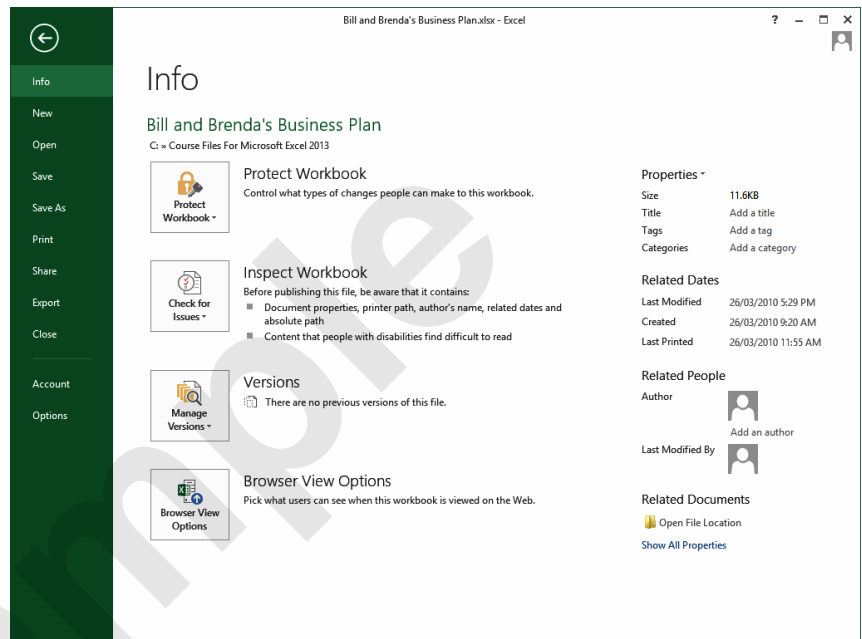 Bill and Brenda's Business Plan.xlsx - Excel
?
Info
New
Open
Save
Save As
Print
Share
Export
Close
Account
Options
Info
Bill and Brenda's Business Plan
C: » Course Files For Microsoft Excel 2013
Protect
Workbook
Protect Workbook
Control what types of changes people can make to this workbook.
Check for
Issues
Inspect Workbook
Before publishing this file, be aware that it contains:
Document properties, printer path, author's name, related dates and
absolute path
Content that people with disabilities find difficult to read
Manage
Versions
Versions
There are no previous versions of this file.
Browser View
Options
Browser View Options
Pick what users can see when this workbook is viewed on the Web.
Properties
Size 11.6KB
Title Add a title
Tags Add a tag
Categories Add a category
Related Dates
Last Modified 26/03/2010 5:29 PM
Created 26/03/2010 9:20 AM
Last Printed 26/03/2010 11:55 AM
Related People
Author
Add an author
Last Modified By
Related Documents
Open File Location
Show All Properties
mple